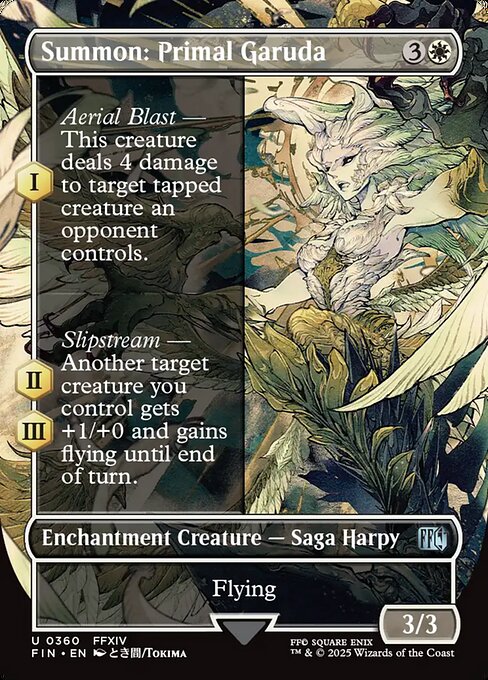 Summon: Primal Garuda 3
I
Aerial Blast —
This creature
deals 4 damage
to target tapped
creature an
opponent
controls.
II
III
Slipstream —
Another target
creature you
control gets
+1/+0 and gains
flying until end
of turn.
Enchantment Creature — Saga Harpy
Flying
3/3
U 0360 FFXIV
FIN • EN とき間/TOKIMA
FF© SQUARE ENIX
™ & © 2025 Wizards of the Coast